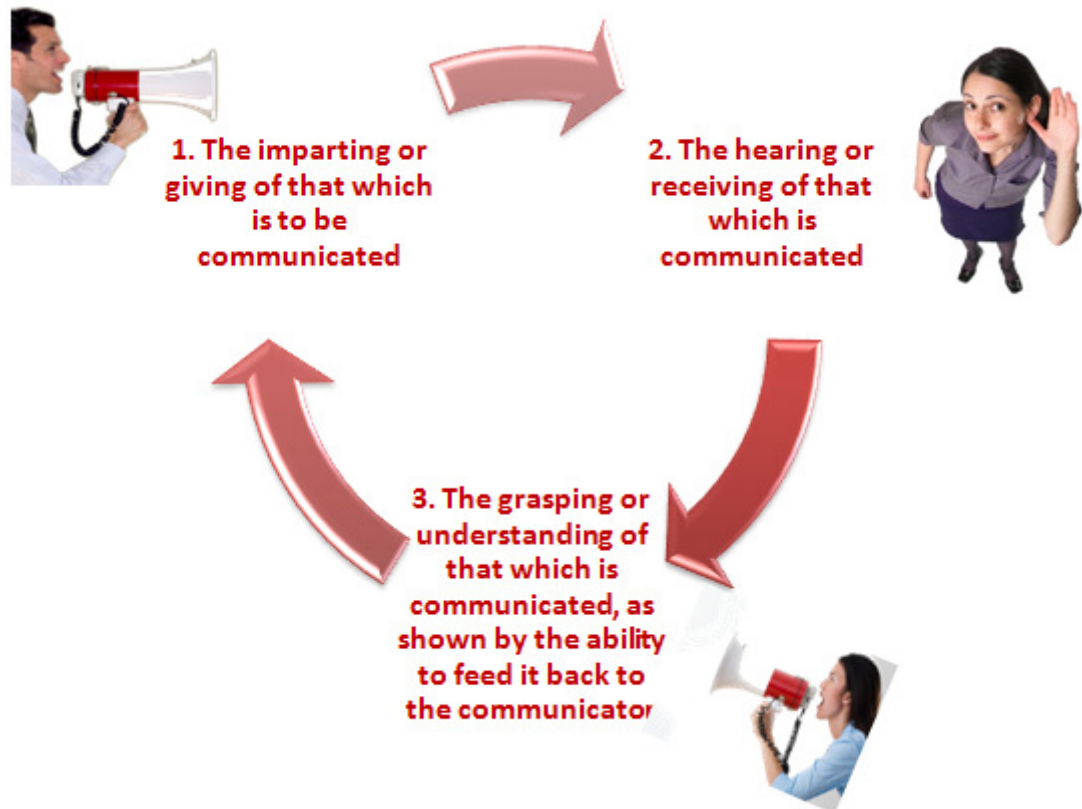 1. The imparting or
giving of that which
is to be
communicated
2. The hearing or
receiving of that
which is
communicated
3. The grasping or
understanding of
that which is
communicated, as
shown by the ability
to feed it back to
the communicator